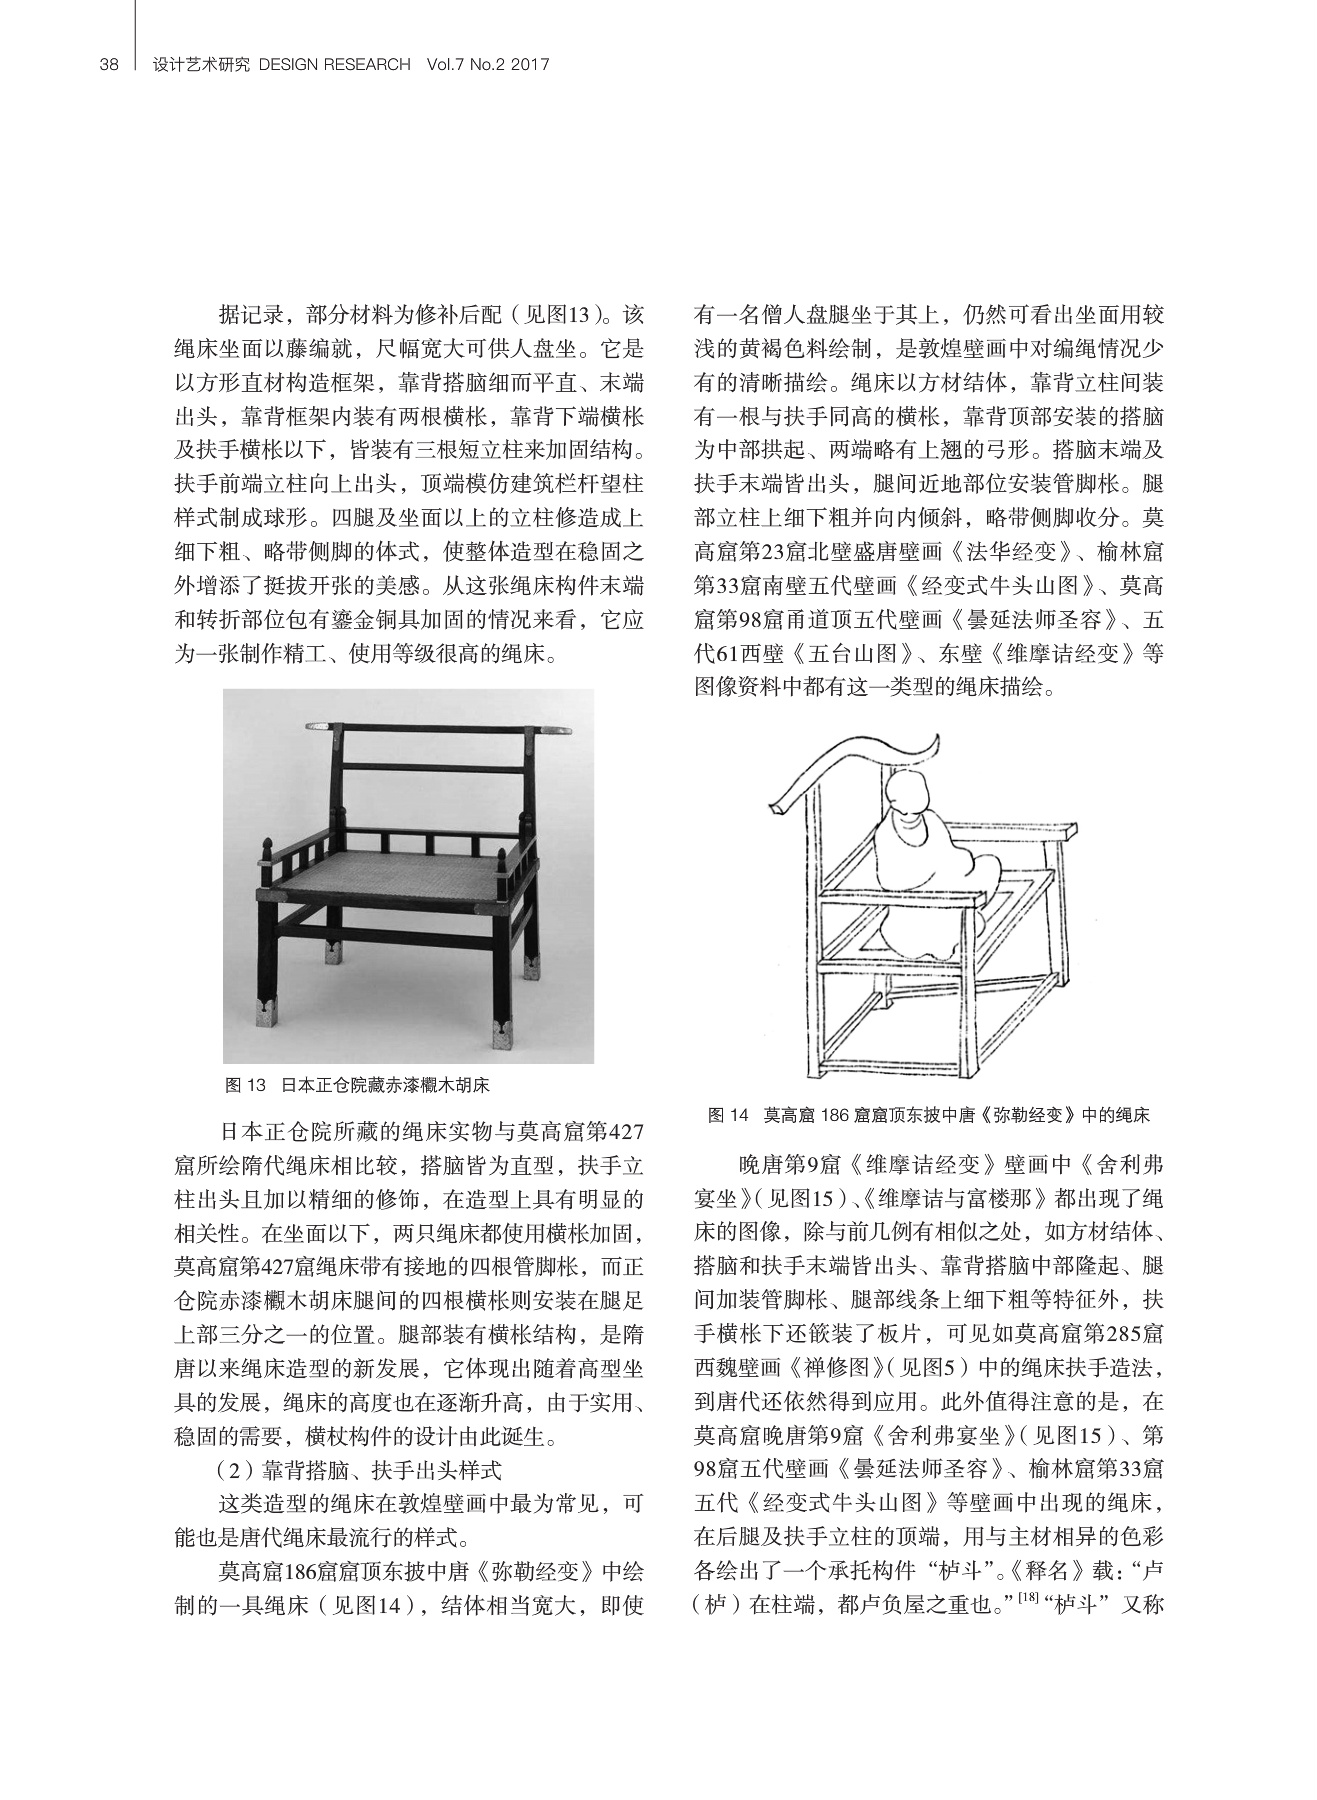 38 设计艺术研究 DESIGN RESEARCH Vol.7 No.2 2017
据记录，部分材料为修补后配（见图13）。该
绳床坐面以藤编就，尺幅宽大可供人盘坐。它是
以方形直材构造框架，靠背搭脑细而平直、末端
出头，靠背框架内装有两根横枨，靠背下端横枨
及扶手横枨以下，皆装有三根短立柱来加固结构。
扶手前端立柱向上出头，顶端模仿建筑栏杆望柱
样式制成球形。四腿及坐面以上的立柱修造成上
细下粗、略带侧脚的体式，使整体造型在稳固之
外增添了挺拔开张的美感。从这张绳床构件末端
和转折部位包有鎏金铜具加固的情况来看，它应
为一张制作精工、使用等级很高的绳床。
图 13 日本正仓院藏赤漆欟木胡床
日本正仓院所藏的绳床实物与莫高窟第427
窟所绘隋代绳床相比较，搭脑皆为直型，扶手立
柱出头且加以精细的修饰，在造型上具有明显的
相关性。在坐面以下，两只绳床都使用横枨加固，
莫高窟第427窟绳床带有接地的四根管脚枨，而正
仓院赤漆欟木胡床腿间的四根横枨则安装在腿足
上部三分之一的位置。腿部装有横枨结构，是隋
唐以来绳床造型的新发展，它体现出随着高型坐
具的发展，绳床的高度也在逐渐升高，由于实用、
稳固的需要，横杖构件的设计由此诞生。
（2）靠背搭脑、扶手出头样式
这类造型的绳床在敦煌壁画中最为常见，可
能也是唐代绳床最流行的样式。
莫高窟186窟窟顶东披中唐《弥勒经变》中绘
制的一具绳床（见图14），结体相当宽大，即使
有一名僧人盘腿坐于其上，仍然可看出坐面用较
浅的黄褐色料绘制，是敦煌壁画中对编绳情况少
有的清晰描绘。绳床以方材结体，靠背立柱间装
有一根与扶手同高的横枨，靠背顶部安装的搭脑
为中部拱起、两端略有上翘的弓形。搭脑末端及
扶手末端皆出头，腿间近地部位安装管脚枨。腿
部立柱上细下粗并向内倾斜，略带侧脚收分。莫
高窟第23窟北壁盛唐壁画《法华经变》、榆林窟
第33窟南壁五代壁画《经变式牛头山图》、莫高
窟第98窟甬道顶五代壁画《曇延法师圣容》、五
代61西壁《五台山图》、东壁《维摩诘经变》等
图像资料中都有这一类型的绳床描绘。
图 14 莫高窟 186 窟窟顶东披中唐《弥勒经变》中的绳床
晚唐第9窟《维摩诘经变》壁画中《舍利弗
宴坐》（见图15）、《维摩诘与富楼那》都出现了绳
床的图像，除与前几例有相似之处，如方材结体、
搭脑和扶手末端皆出头、靠背搭脑中部隆起、腿
间加装管脚枨、腿部线条上细下粗等特征外，扶
手横枨下还嵌装了板片，可见如莫高窟第285窟
西魏壁画《禅修图》（见图5）中的绳床扶手造法，
到唐代还依然得到应用。此外值得注意的是，在
莫高窟晚唐第9窟《舍利弗宴坐》（见图15）、第
98窟五代壁画《曇延法师圣容》、榆林窟第33窟
五代《经变式牛头山图》等壁画中出现的绳床，
在后腿及扶手立柱的顶端，用与主材相异的色彩
各绘出了一个承托构件“栌斗”。《释名》载：“卢
（栌）在柱端，都卢负屋之重也。”[18]“栌斗”又称